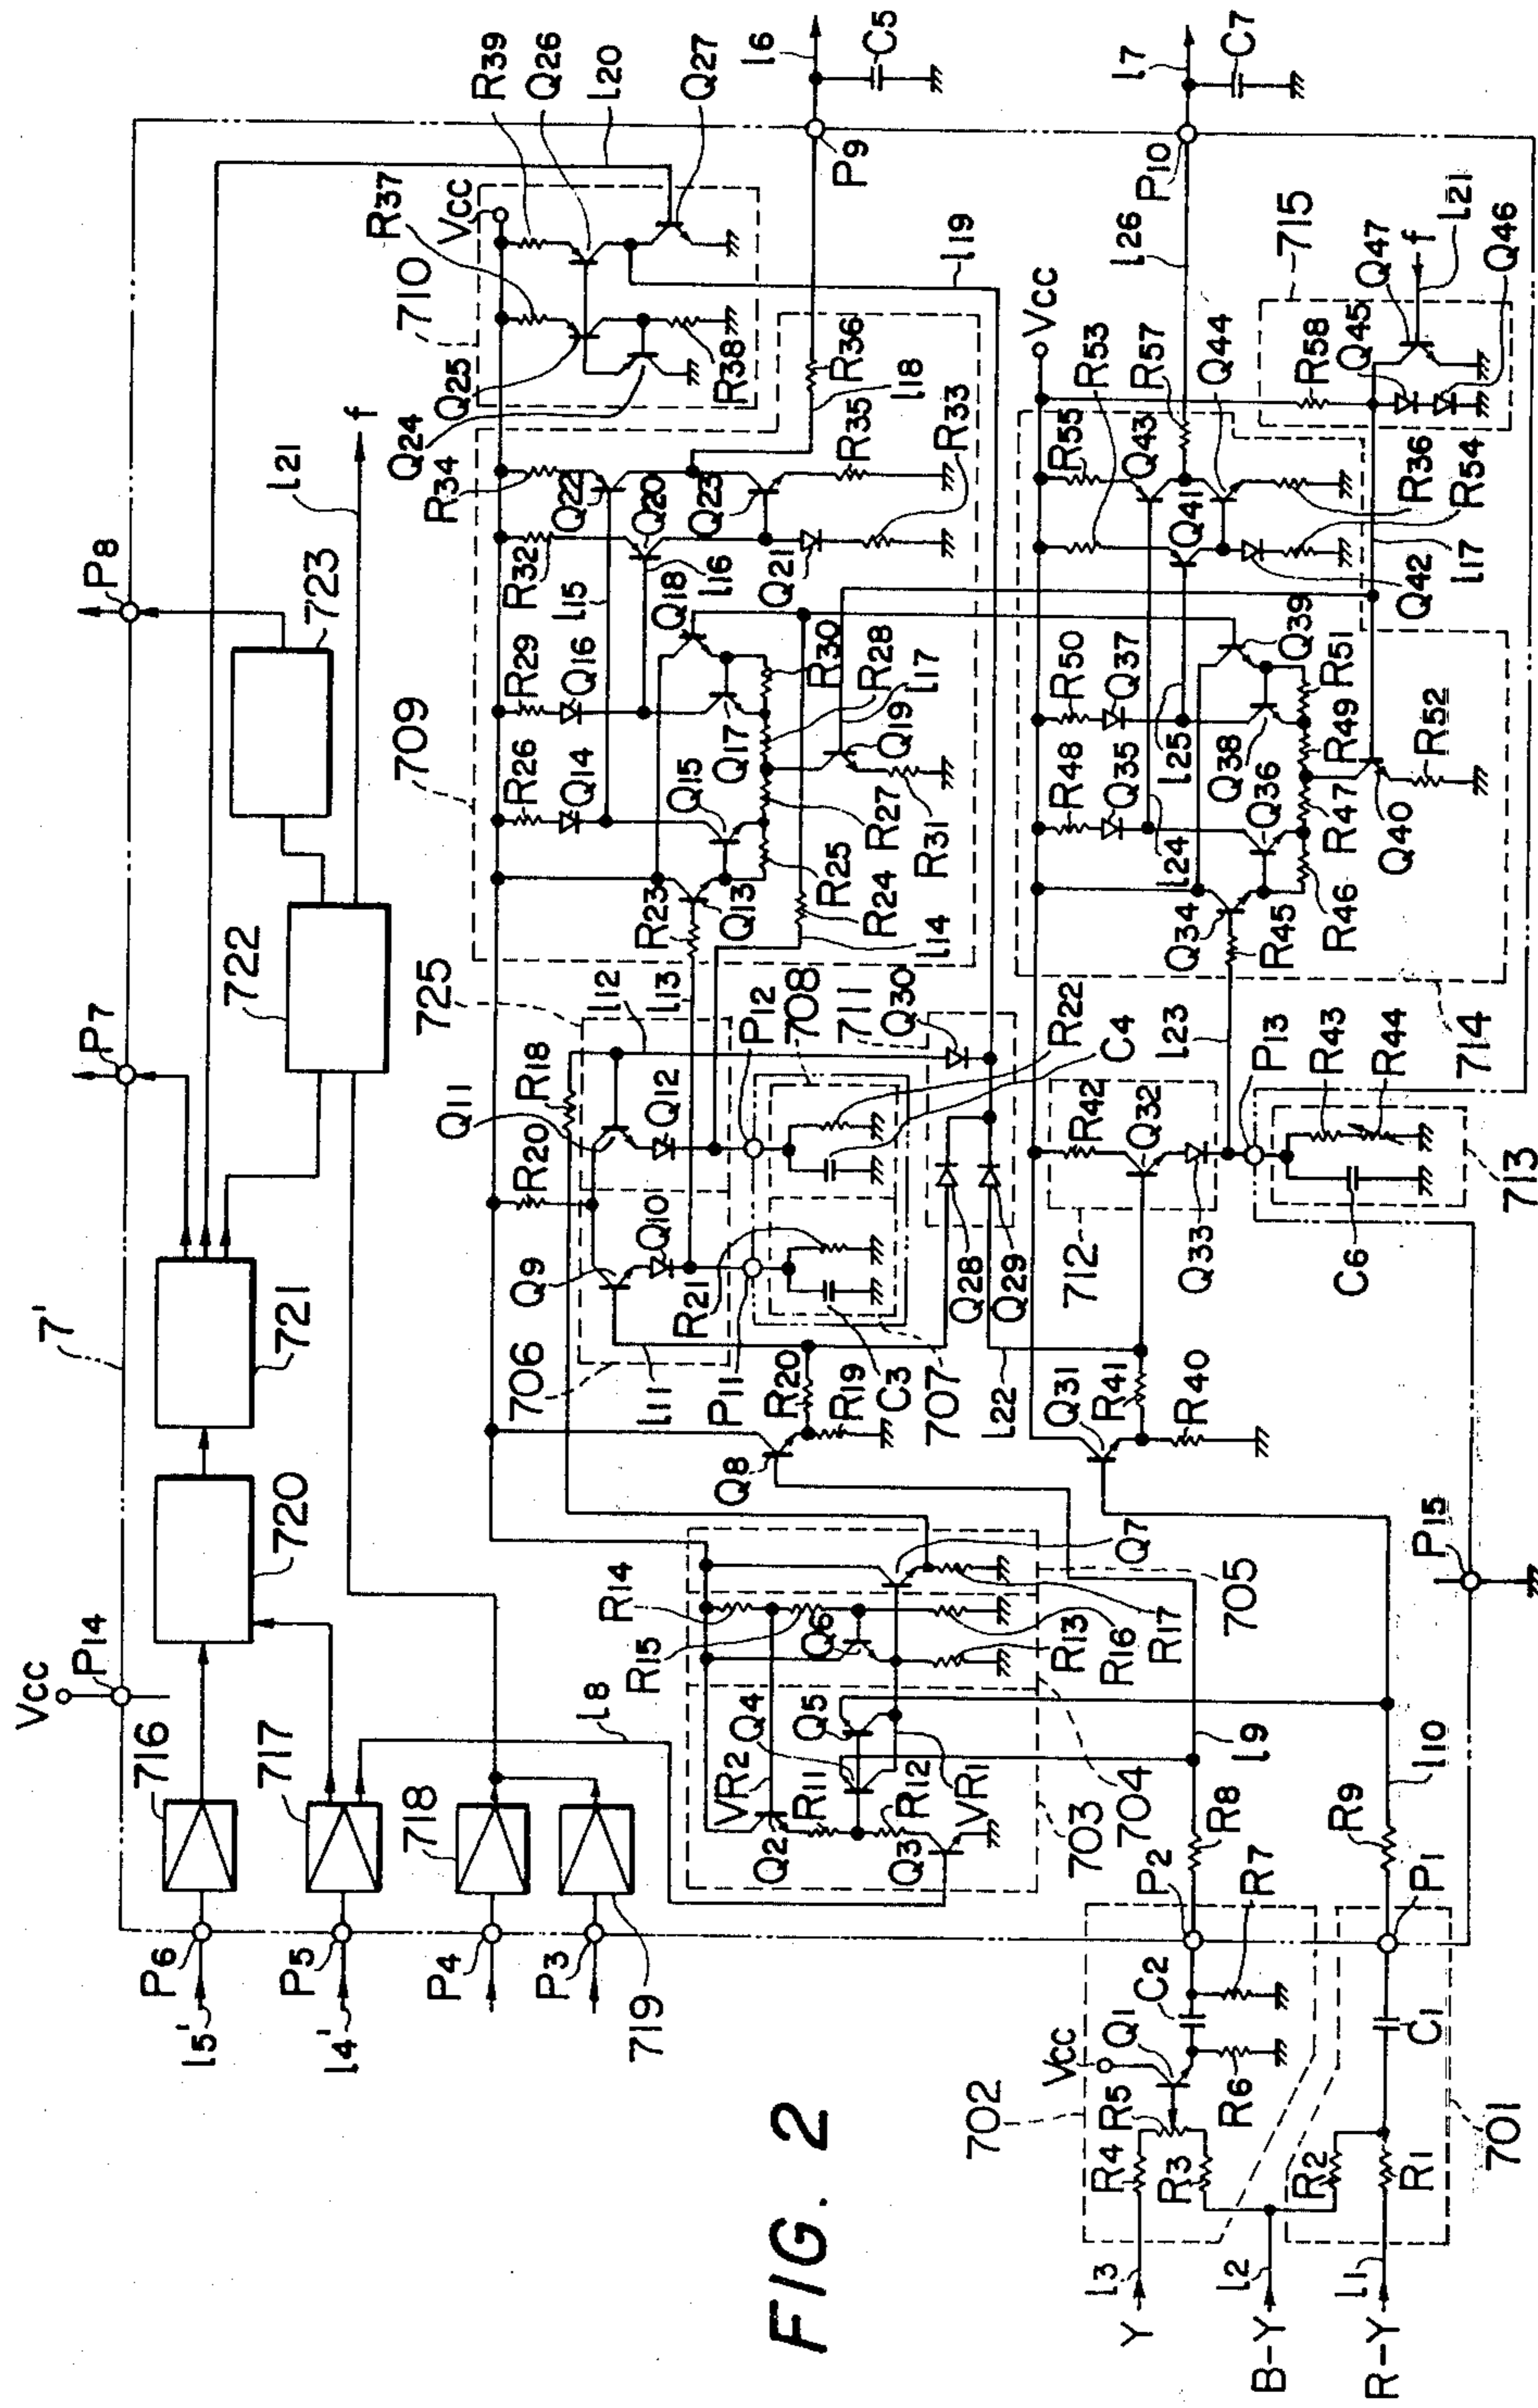 FIG. 2
Vcc
P14
7'
P7
P8
716
717
718
719
720
721
722
723
l21
f
P6
l5'
P5
l4'
P4
P3
l8
R39
Q26
l20
Q27
R37
Vcc
710
Q25
Q24
R38
l6
C5
P9
l19
709
R26
Q14
R29
Q16
l15
R32
R34
Q22
Q20
l16
Q18
Q23
Q21
R36
l18
R35
R33
Q15
Q17
R30
R28
l17
Q19
R23
Q13
R27
R31
R25
R24
l14
725
l12
l13
Q11
R18
R20
Q12
P12
708
711
Q30
R22
C4
Q9
Q10
706
l11
P11
R21
R20
R19
C3
707
Q28
Q29
Q8
l22
R14
R15
Q6
Q7
R13
R16
R17
705
VR2
Q4
Q5
R11
R12
Q2
Q3
VR1
704
703
l9
l10
Q31
R41
R40
712
R42
Q32
Q33
l23
P13
R43
R44
C6
713
714
Vcc
R48
Q35
R50
Q37
l24
l25
Q34
R45
Q36
Q38
Q39
R46
R47
R49
R51
Q40
R52
R53
R55
Q43
Q41
R57
Q44
R36
R54
Q42
l17
l26
P10
l7
C7
715
R58
Q45
Q47
f
l21
Q46
P15
702
Vcc
Q1
C2
P2
R8
R7
R4
R5
R3
R6
l3
Y
l2
B-Y
R2
l1
R-Y
R1
C1
P1
R9
701